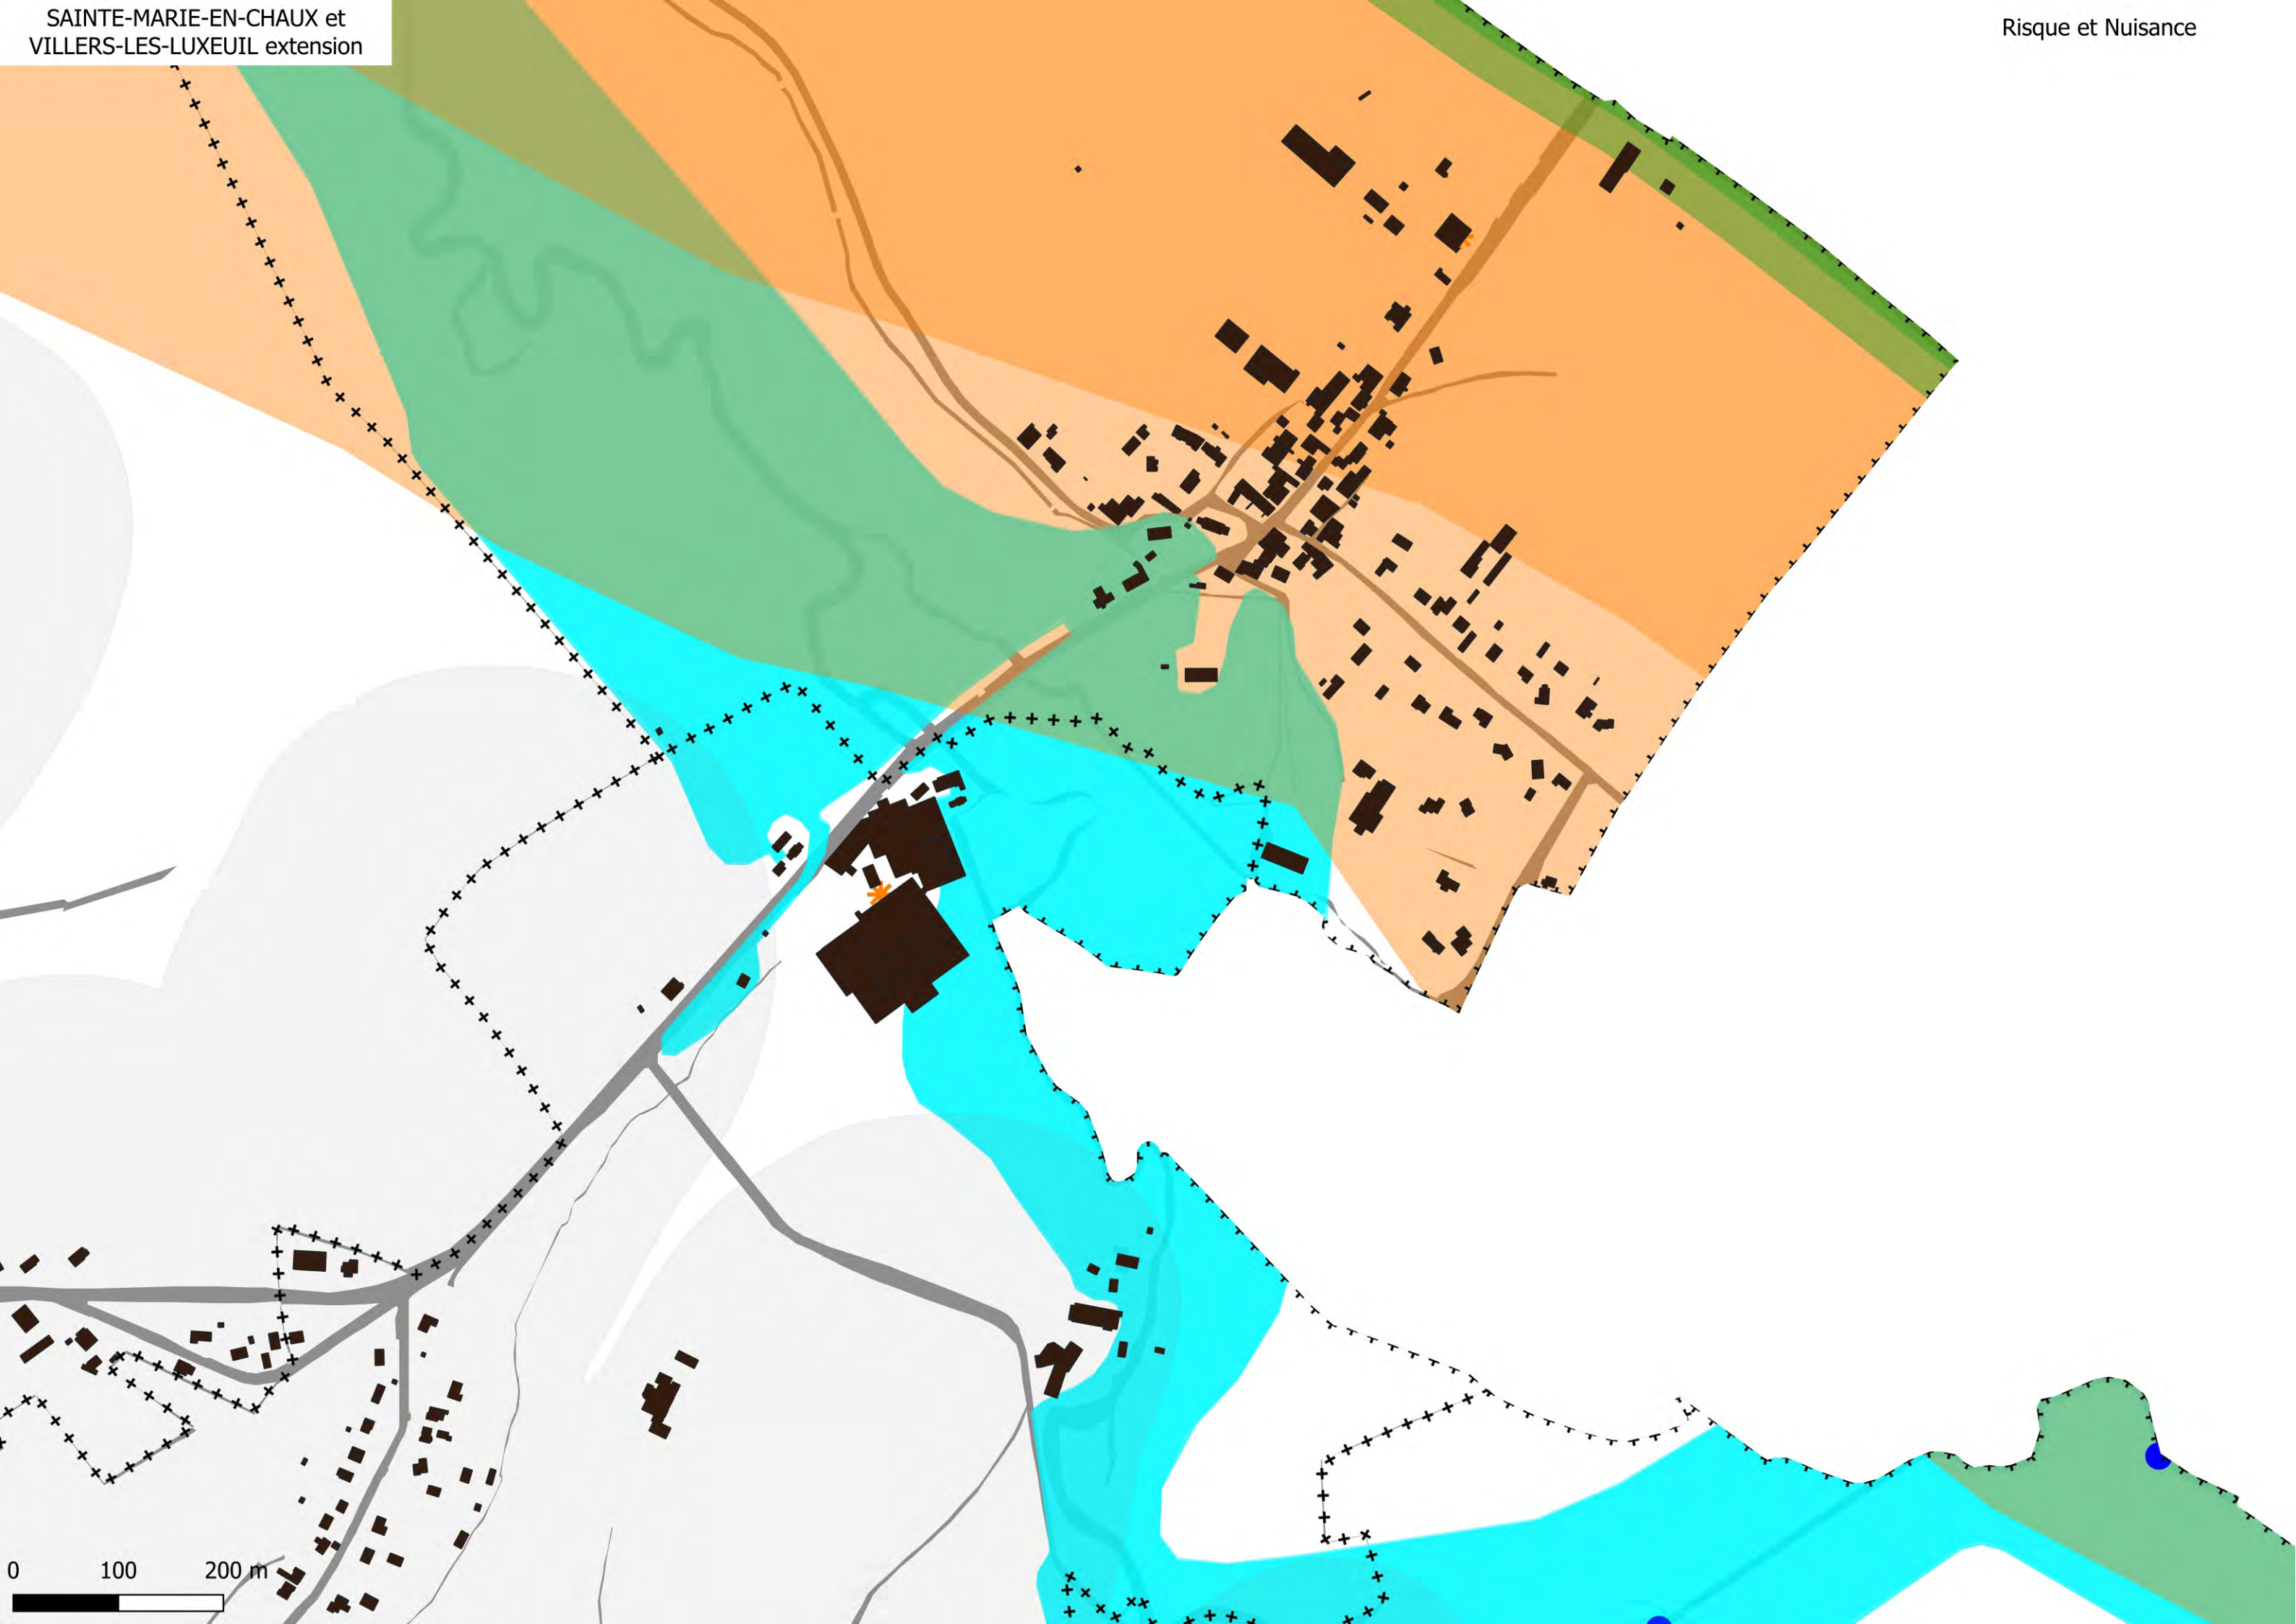 SAINTE-MARIE-EN-CHAUX et
VILLERS-LES-LUXEUIL extension
Risque et Nuisance
0 100 200 m